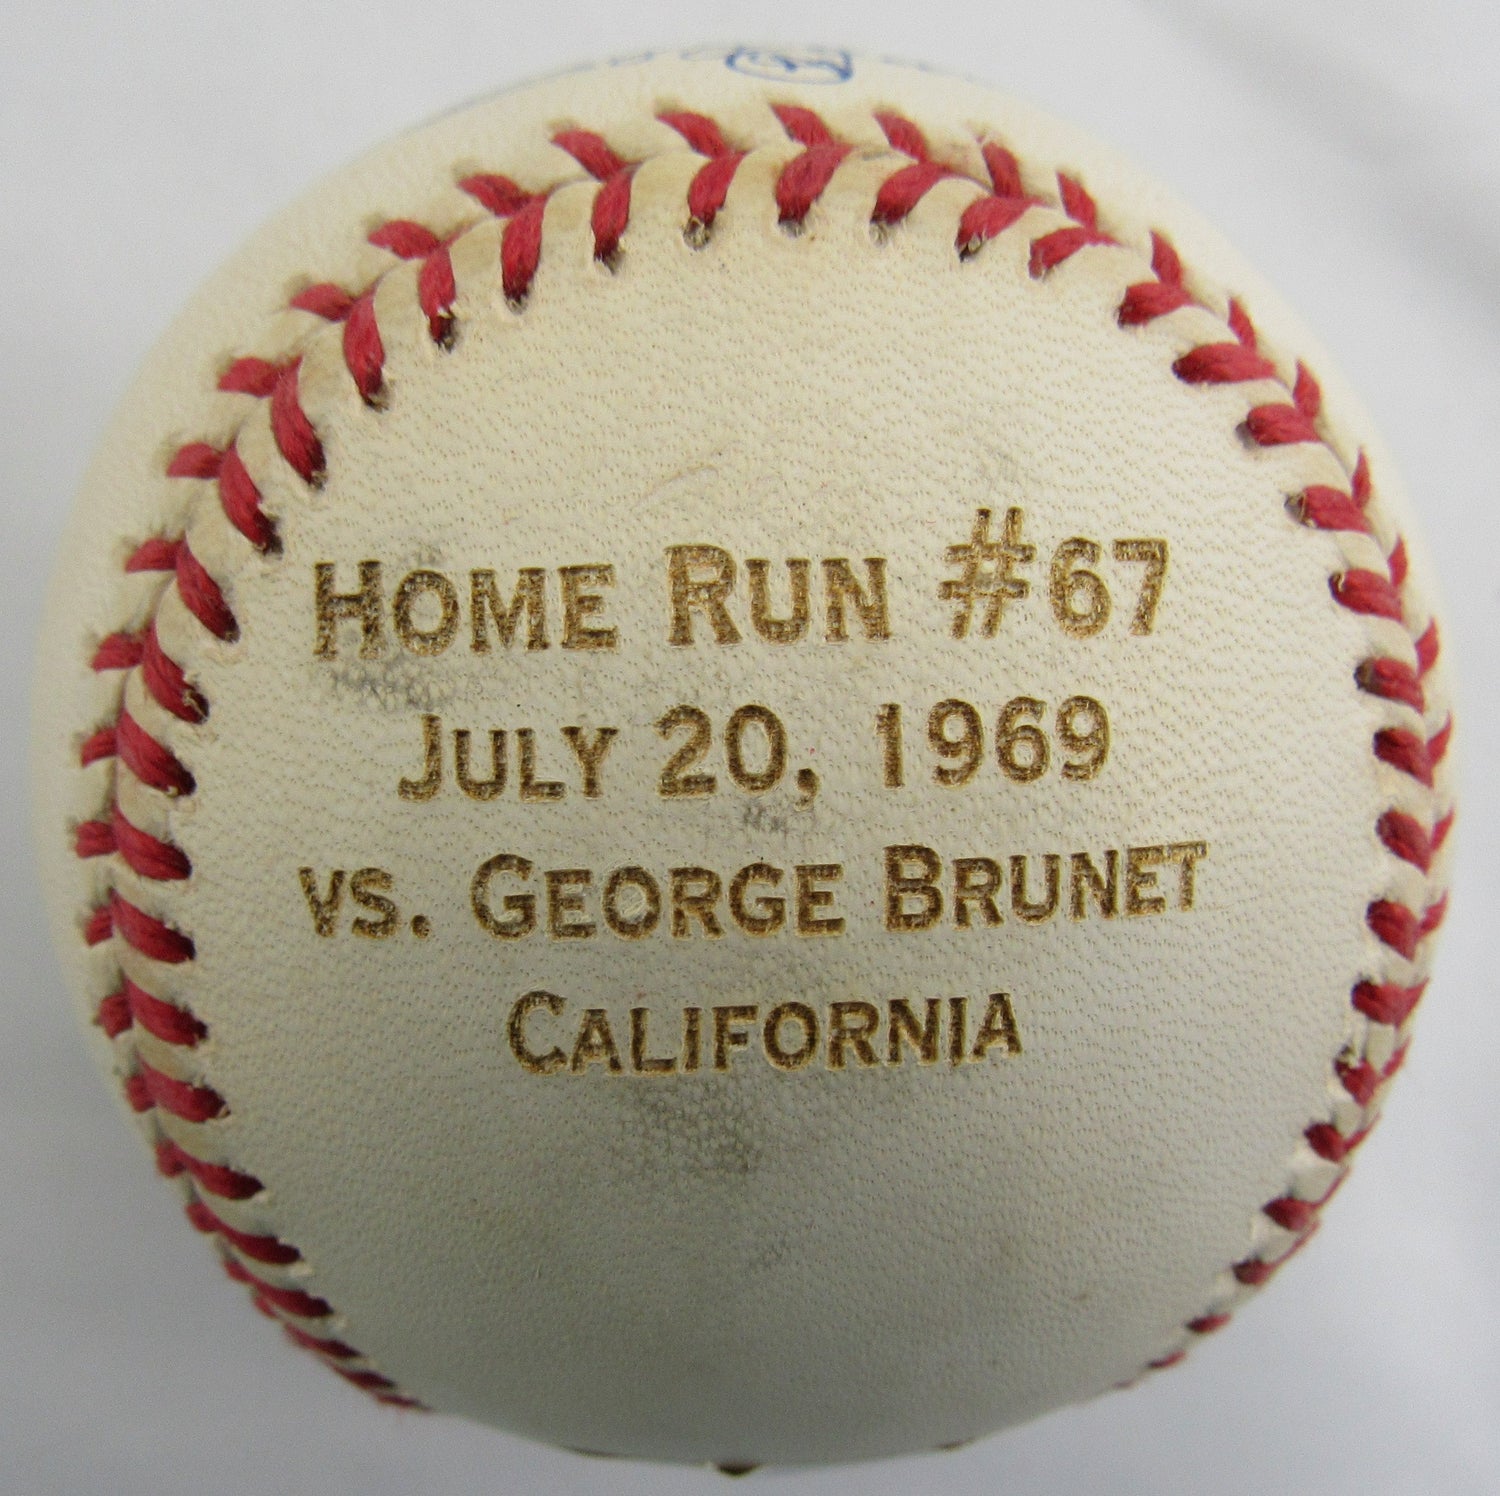 HOME RUN #67
JULY 20, 1969
VS. GEORGE BRUNET
CALIFORNIA